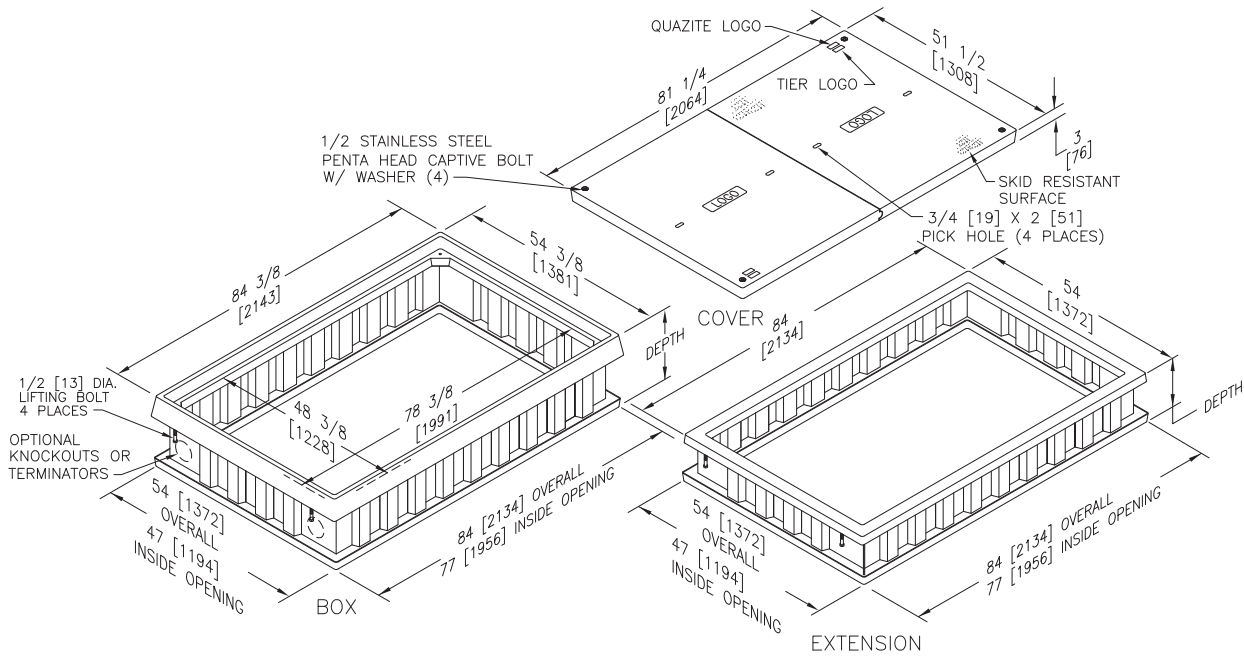 QUAZITE LOGO
TIER LOGO
51 1/2
[1308]
81 1/4
[2064]
3
[76]
1/2 STAINLESS STEEL
PENTA HEAD CAPTIVE BOLT
W/ WASHER (4)
LOGO
LOGO
SKID RESISTANT
SURFACE
3/4 [19] X 2 [51]
PICK HOLE (4 PLACES)
COVER
84 3/8
[2143]
54 3/8
[1381]
DEPTH
1/2 [13] DIA.
LIFTING BOLT
4 PLACES
OPTIONAL
KNOCKOUTS OR
TERMINATORS
48 3/8
[1228]
78 3/8
[1991]
54 [1372]
OVERALL
47 [1194]
INSIDE OPENING
84 [2134] OVERALL
77 [1956] INSIDE OPENING
BOX
84
[2134]
54
[1372]
DEPTH
54 [1372]
OVERALL
47 [1194]
INSIDE OPENING
84 [2134] OVERALL
77 [1956] INSIDE OPENING
EXTENSION